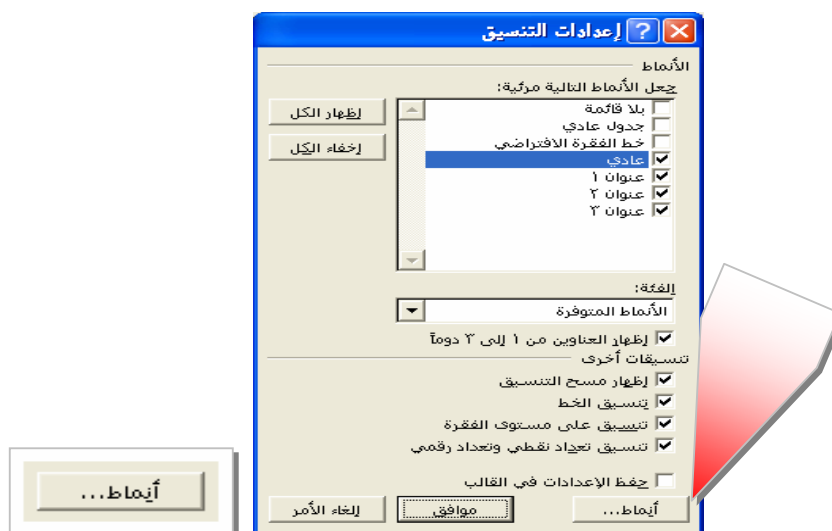 إعدادات التنسيق
الأنماط
جعل الأنماط التالية مرئية:
بلا قائمة
جدول عادي
خط الفقرة الافتراضي
عادي
عنوان ١
عنوان ٢
عنوان ٣
إظهار الكل
إخفاء الكل
الفئة:
الأنماط المتوفرة
إظهار العناوين من ١ إلى ٣ دوماً
تنسيقات أخرى
إظهار مسح التنسيق
تنسيق الخط
تنسيق على مستوى الفقرة
تنسيق تعداد نقطي وتعداد رقمي
حفظ الإعدادات في القالب
أنماط...
موافق
إلغاء الأمر
أنماط...